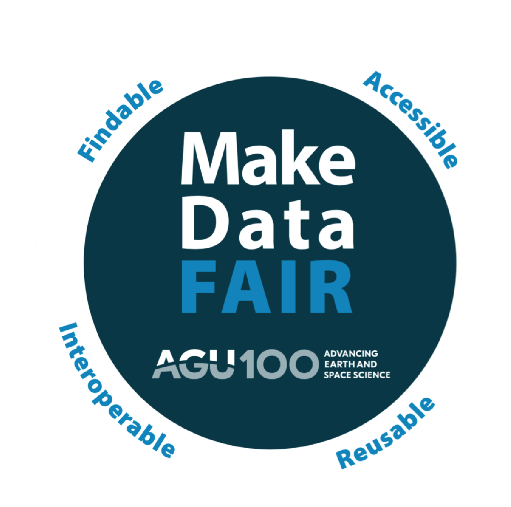 Findable
Accessible
Make
Data
FAIR
AGU100 ADVANCING
EARTH AND
SPACE SCIENCE
Interoperable
Reusable